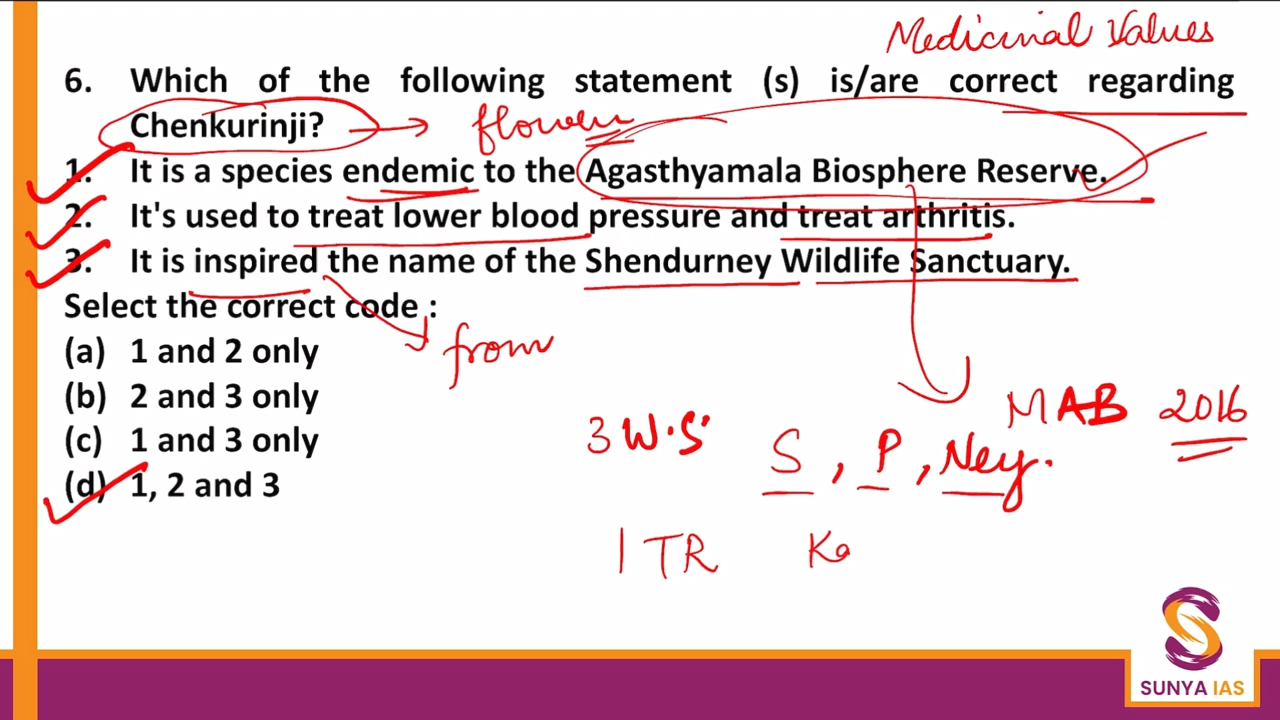 Medicinal Values
6. Which of the following statement (s) is/are correct regarding
Chenkurinji? flower
1. It is a species endemic to the Agasthyamala Biosphere Reserve.
2. It's used to treat lower blood pressure and treat arthritis.
3. It is inspired the name of the Shendurney Wildlife Sanctuary.
Select the correct code :
from
(a) 1 and 2 only
(b) 2 and 3 only
MAB 2016
(c) 1 and 3 only
3 W.S. S, P, Ney.
(d) 1, 2 and 3
1 TR Ka
SUNYA IAS